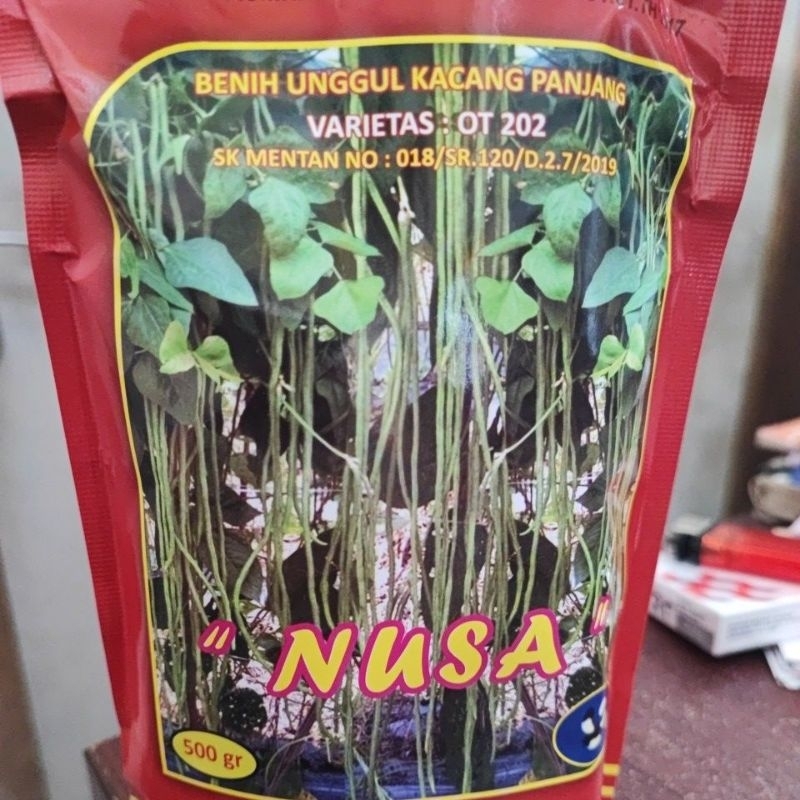 BENIH UNGGUL KACANG PANJANG
VARIETAS : OT 202
SK MENTAN NO : 018/SR.120/D.2.7/2019
" NUSA "
500 gr